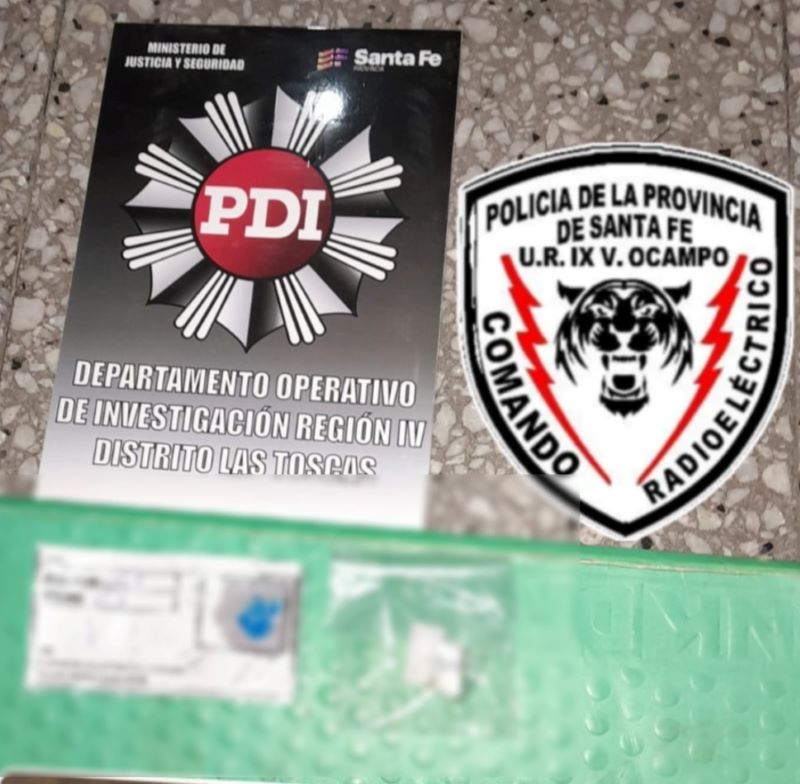 MINISTERIO DE
JUSTICIA Y SEGURIDAD
Santa Fe
PROVINCIA
PDI
DEPARTAMENTO OPERATIVO
DE INVESTIGACIÓN REGIÓN IV
DISTRITO LAS TOSCAS
POLICIA DE LA PROVINCIA
DE SANTA FE
U.R. IX V. OCAMPO
COMANDO
RADIOELÉCTRICO